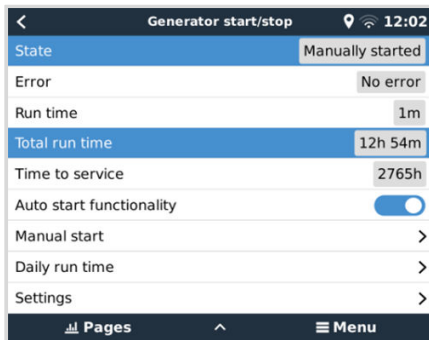 Generator start/stop 12:02
State Manually started
Error No error
Run time 1m
Total run time 12h 54m
Time to service 2765h
Auto start functionality
Manual start
Daily run time
Settings
Pages Menu